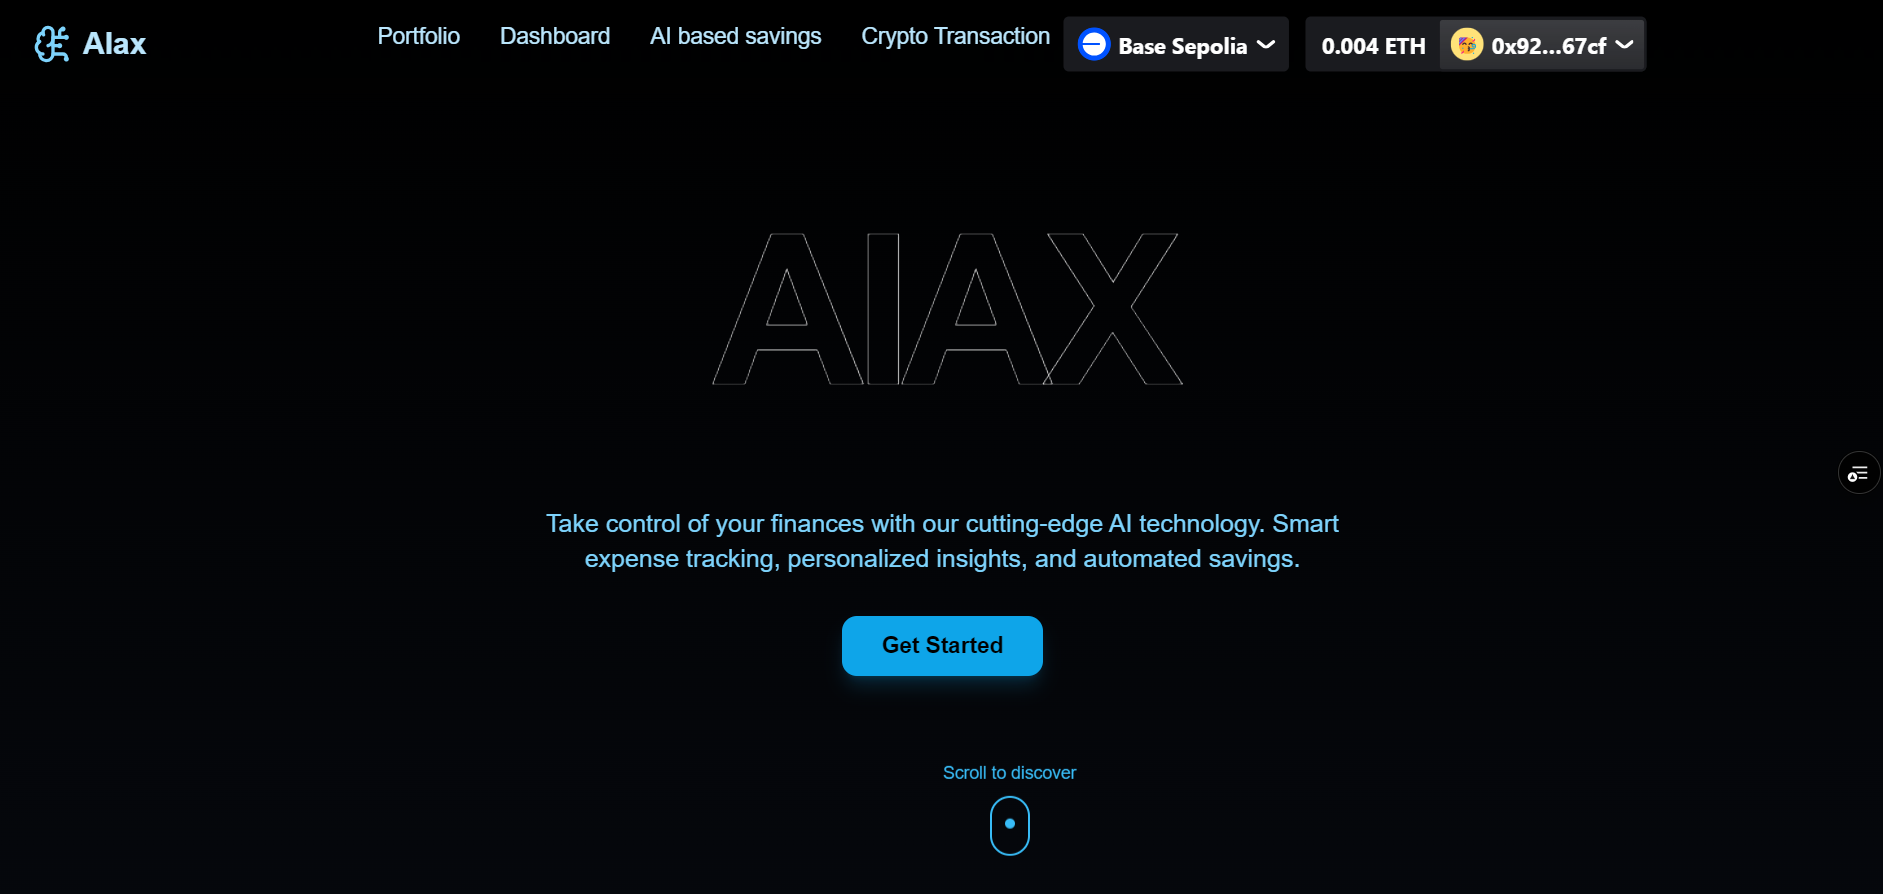 AIax
Portfolio Dashboard AI based savings Crypto Transaction Base Sepolia 0.004 ETH 0x92...67cf
AIAX
Take control of your finances with our cutting-edge AI technology. Smart
expense tracking, personalized insights, and automated savings.
Get Started
Scroll to discover